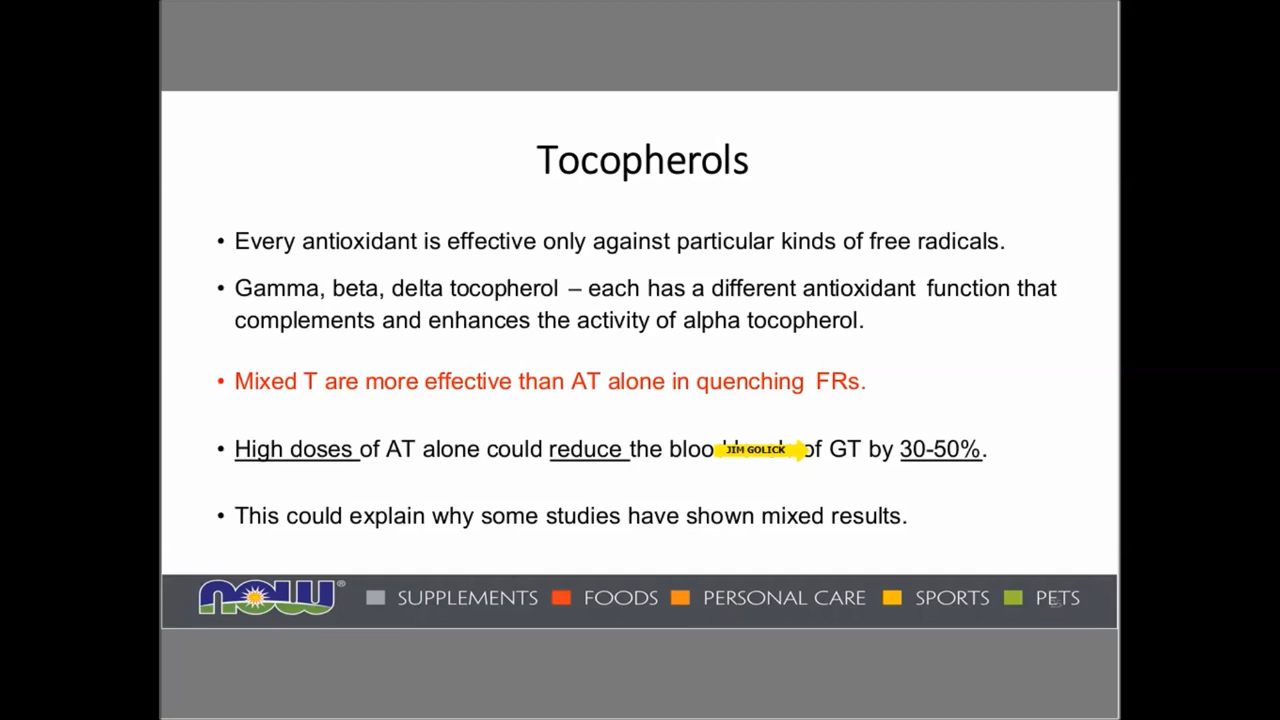 Tocopherols
• Every antioxidant is effective only against particular kinds of free radicals.
• Gamma, beta, delta tocopherol – each has a different antioxidant function that
complements and enhances the activity of alpha tocopherol.
• Mixed T are more effective than AT alone in quenching FRs.
• High doses of AT alone could reduce the JIM GOLICK of GT by 30-50%.
• This could explain why some studies have shown mixed results.
now® SUPPLEMENTS FOODS PERSONAL CARE SPORTS PETS